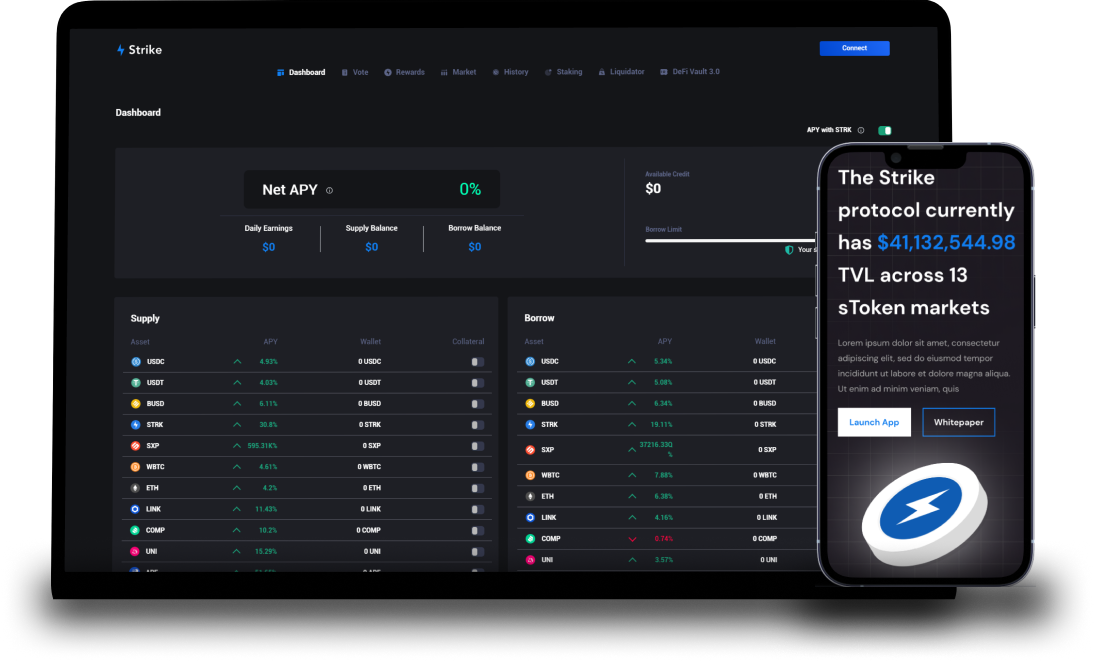 Strike
Connect
Dashboard Vote Rewards Market History Staking Liquidator DeFi Vault 3.0
Dashboard
APY with STRK
Net APY 0%
Daily Earnings Supply Balance Borrow Balance
$0 $0 $0
Available Credit
$0
Borrow Limit
Your
Supply
Asset APY Wallet Collateral
USDC 4.93% 0 USDC
USDT 4.03% 0 USDT
BUSD 6.11% 0 BUSD
STRK 30.8% 0 STRK
SXP 595.31K% 0 SXP
WBTC 4.61% 0 WBTC
ETH 4.2% 0 ETH
LINK 11.43% 0 LINK
COMP 10.2% 0 COMP
UNI 15.29% 0 UNI
Borrow
Asset APY Wallet
USDC 5.34% 0 USDC
USDT 5.08% 0 USDT
BUSD 6.34% 0 BUSD
STRK 19.11% 0 STRK
SXP 37216.33Q % 0 SXP
WBTC 7.88% 0 WBTC
ETH 6.38% 0 ETH
LINK 4.16% 0 LINK
COMP 0.74% 0 COMP
UNI 3.57% 0 UNI
The Strike
protocol currently
has $41,132,544.98
TVL across 13
sToken markets
Lorem ipsum dolor sit amet, consectetur
adipiscing elit, sed do eiusmod tempor
incididunt ut labore et dolore magna aliqua.
Ut enim ad minim veniam, quis
Launch App Whitepaper